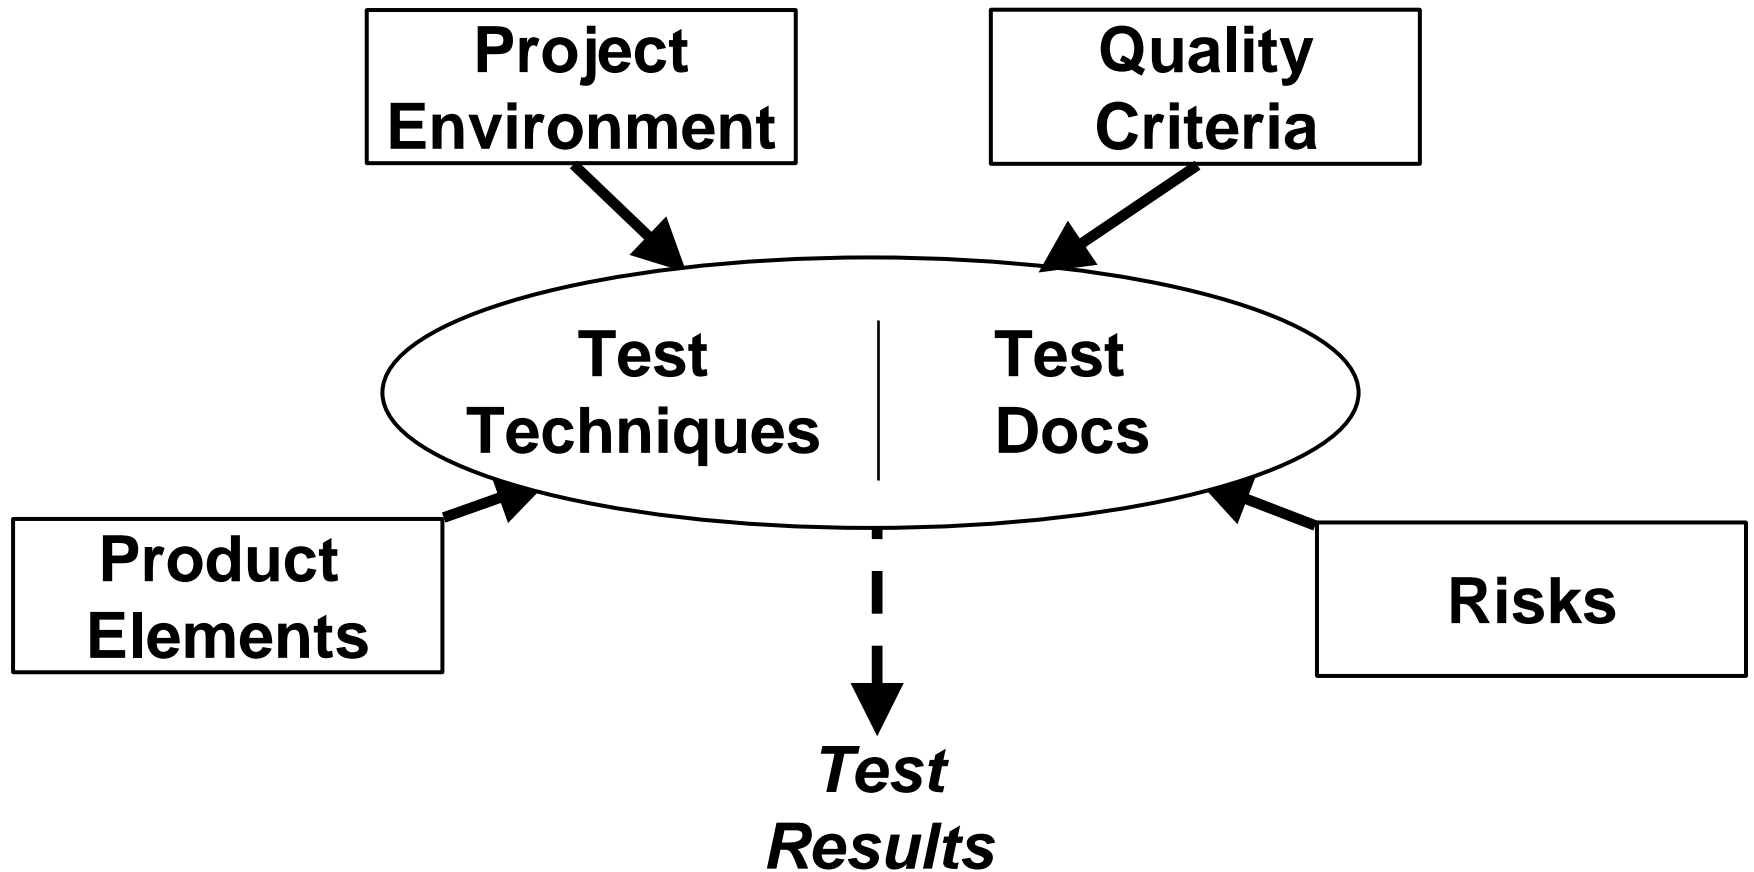 Project
Environment
Quality
Criteria
Test
Techniques
Test
Docs
Product
Elements
Risks
Test
Results